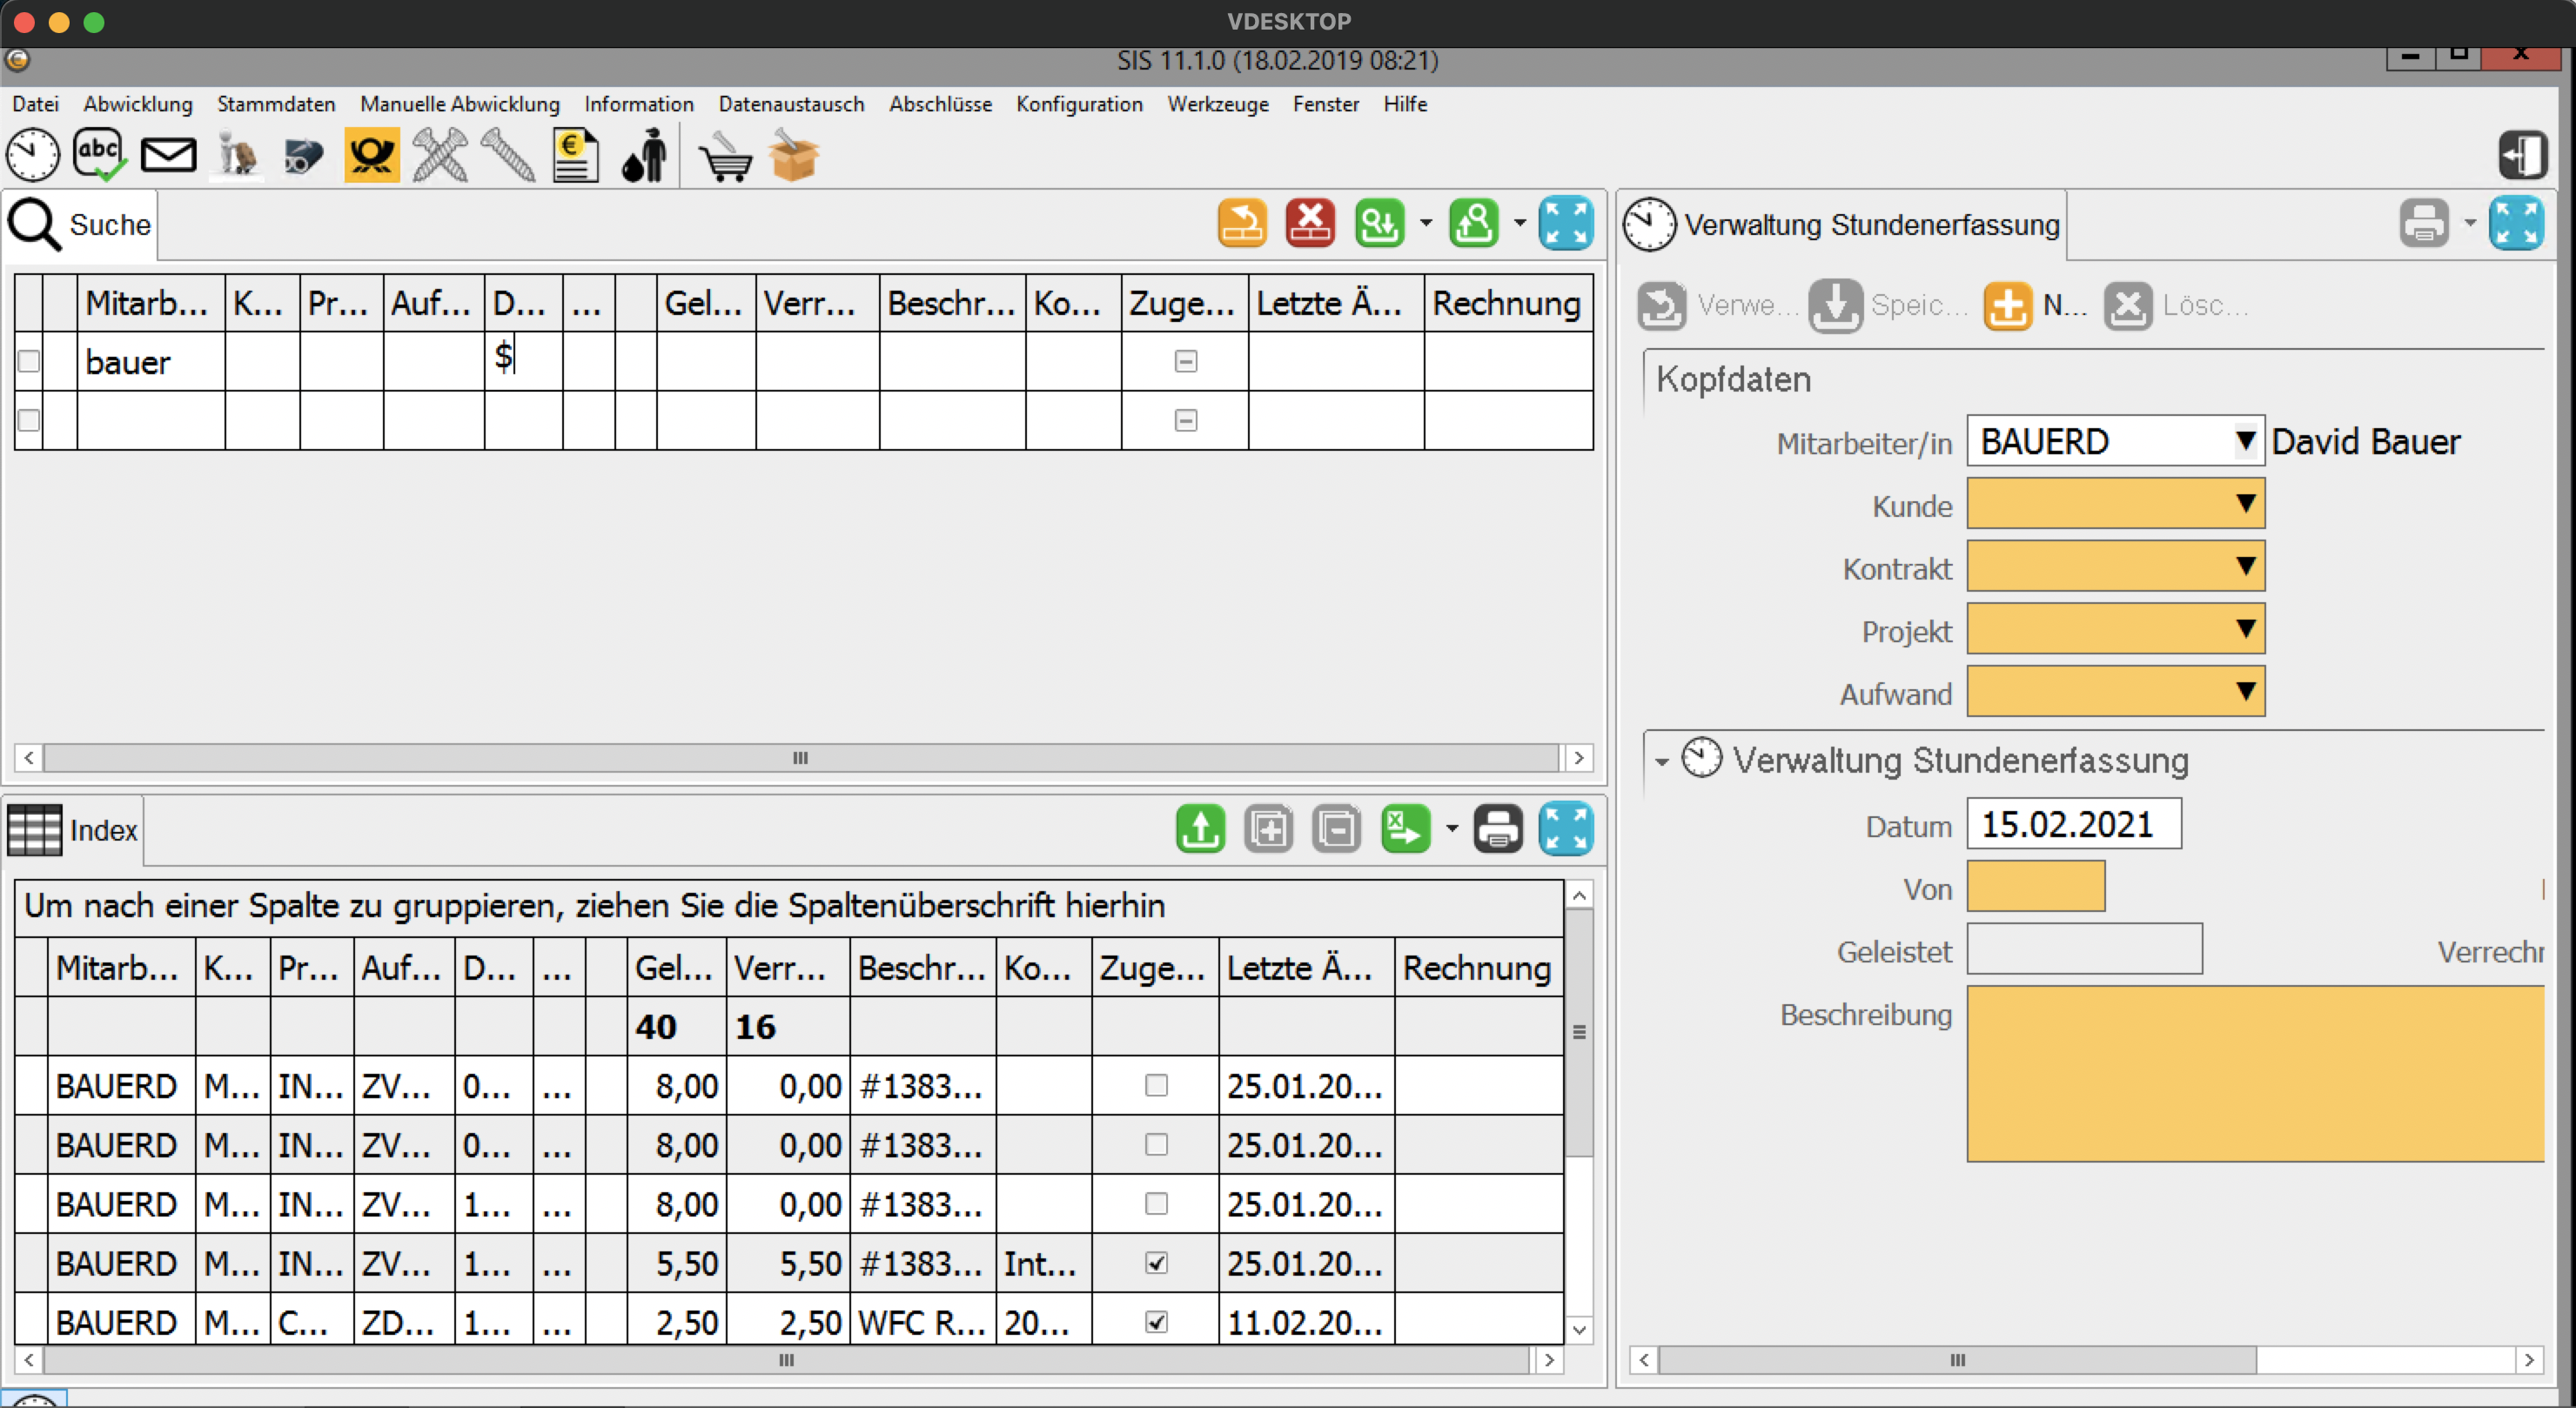 VDESKTOP
SIS 11.1.0 (18.02.2019 08:21)
Datei Abwicklung Stammdaten Manuelle Abwicklung Information Datenaustausch Abschlüsse Konfiguration Werkzeuge Fenster Hilfe
abc
Suche
Mitarb... K... Pr... Auf... D... ... Gel... Verr... Beschr... Ko... Zuge... Letzte Ä... Rechnung
bauer $
Index
Um nach einer Spalte zu gruppieren, ziehen Sie die Spaltenüberschrift hierhin
Mitarb... K... Pr... Auf... D... ... Gel... Verr... Beschr... Ko... Zuge... Letzte Ä... Rechnung
40 16
BAUERD M... IN... ZV... 0... ... 8,00 0,00 #1383... 25.01.20...
BAUERD M... IN... ZV... 0... ... 8,00 0,00 #1383... 25.01.20...
BAUERD M... IN... ZV... 1... ... 8,00 0,00 #1383... 25.01.20...
BAUERD M... IN... ZV... 1... ... 5,50 5,50 #1383... Int... 25.01.20...
BAUERD M... C... ZD... 1... ... 2,50 2,50 WFC R... 20... 11.02.20...
Verwaltung Stundenerfassung
Verwe... Speic... N... Lösc...
Kopfdaten
Mitarbeiter/in BAUERD David Bauer
Kunde
Kontrakt
Projekt
Aufwand
Verwaltung Stundenerfassung
Datum 15.02.2021
Von
Geleistet Verrechn
Beschreibung